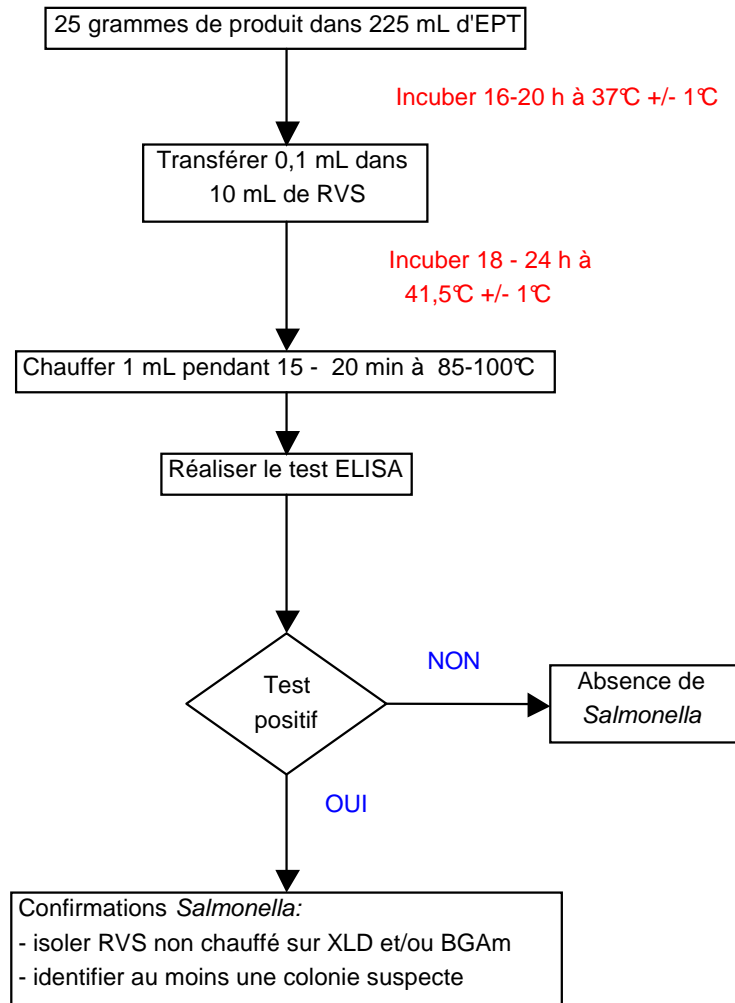 25 grammes de produit dans 225 mL d'EPT
Incuber 16-20 h à 37°C +/- 1°C
Transférer 0,1 mL dans
10 mL de RVS
Incuber 18 - 24 h à
41,5°C +/- 1°C
Chauffer 1 mL pendant 15 - 20 min à 85-100°C
Réaliser le test ELISA
Test
positif
NON
Absence de
Salmonella
OUI
Confirmations Salmonella:
- isoler RVS non chauffé sur XLD et/ou BGAm
- identifier au moins une colonie suspecte